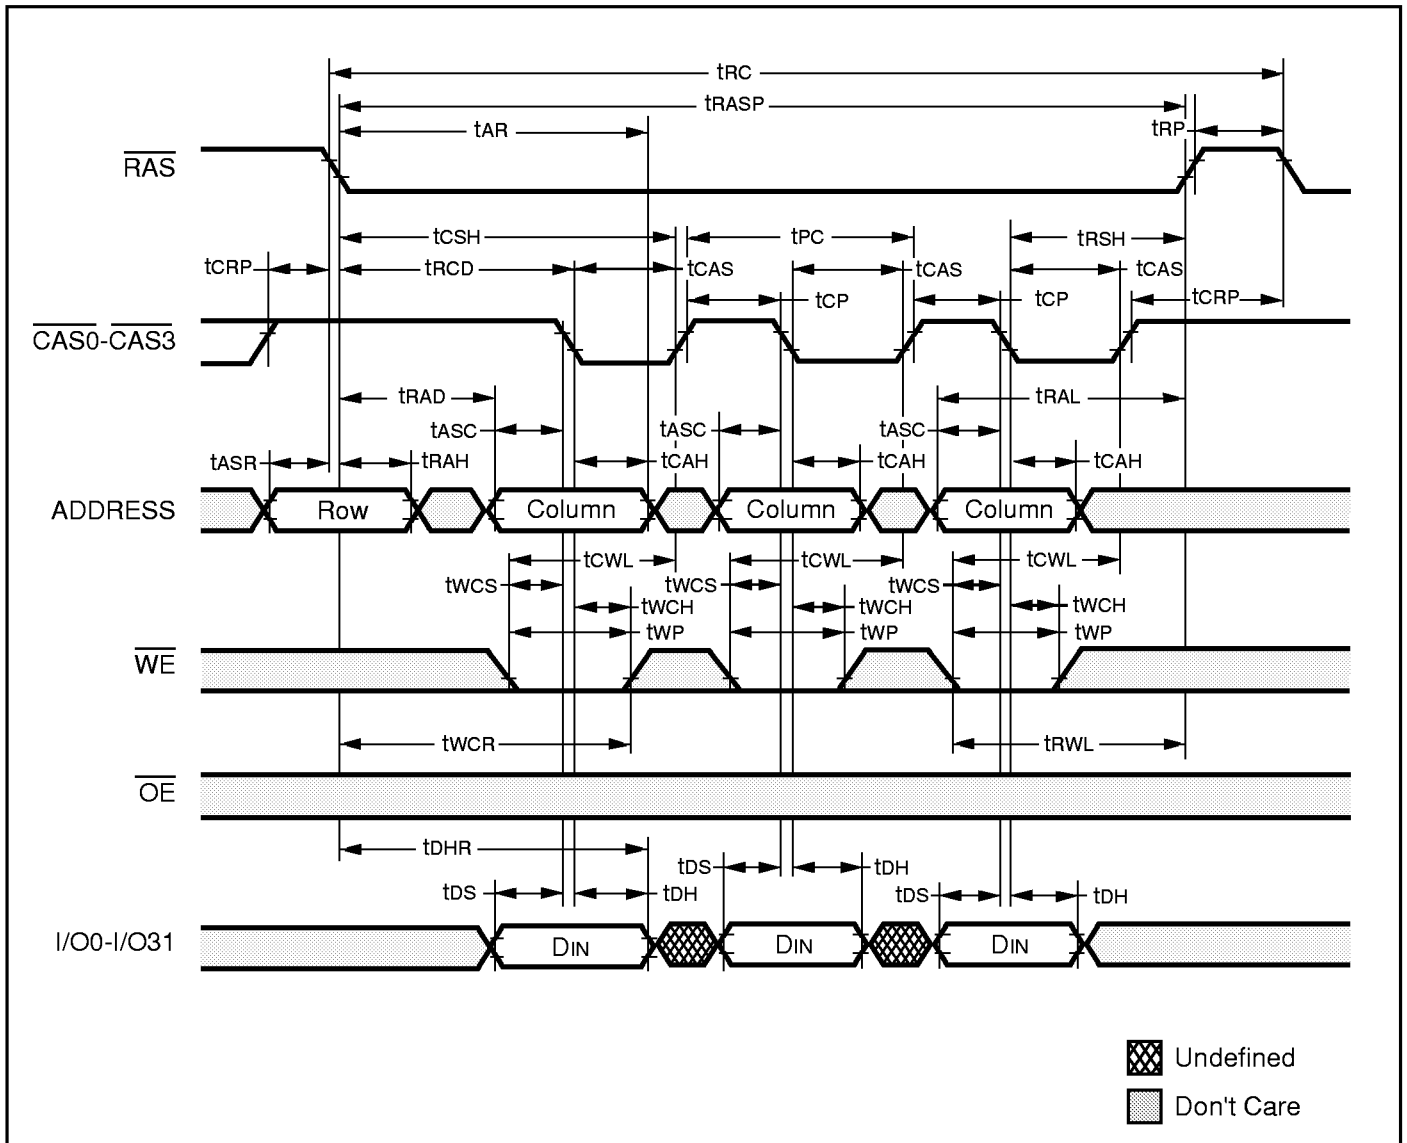 tRC
tRASP
tAR
tRP
RAS
tCSH
tPC
tRSH
tCRP
tRCD
tCAS
tCAS
tCAS
tCP
tCP
tCRP
CAS0-CAS3
tRAD
tRAL
tASC
tASC
tASC
tASR
tRAH
tCAH
tCAH
tCAH
ADDRESS
Row
Column
Column
Column
tCWL
tCWL
tCWL
tWCS
tWCS
tWCS
tWCH
tWCH
tWCH
tWP
tWP
tWP
WE
tWCR
tRWL
OE
tDHR
tDS
tDH
tDS
tDH
tDS
tDH
I/O0-I/O31
DIN
DIN
DIN
Undefined
Don't Care